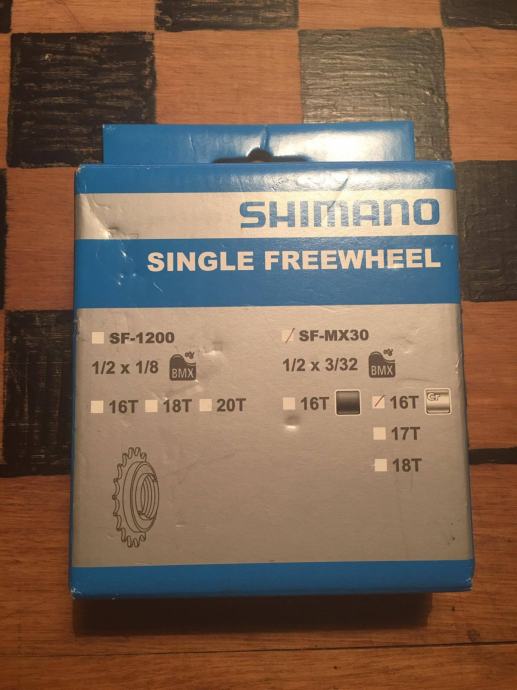 SHIMANO
SINGLE FREEWHEEL
SF-1200
1/2 x 1/8 BMX
16T 18T 20T
SF-MX30
1/2 x 3/32 BMX
16T 16T CP
17T
18T